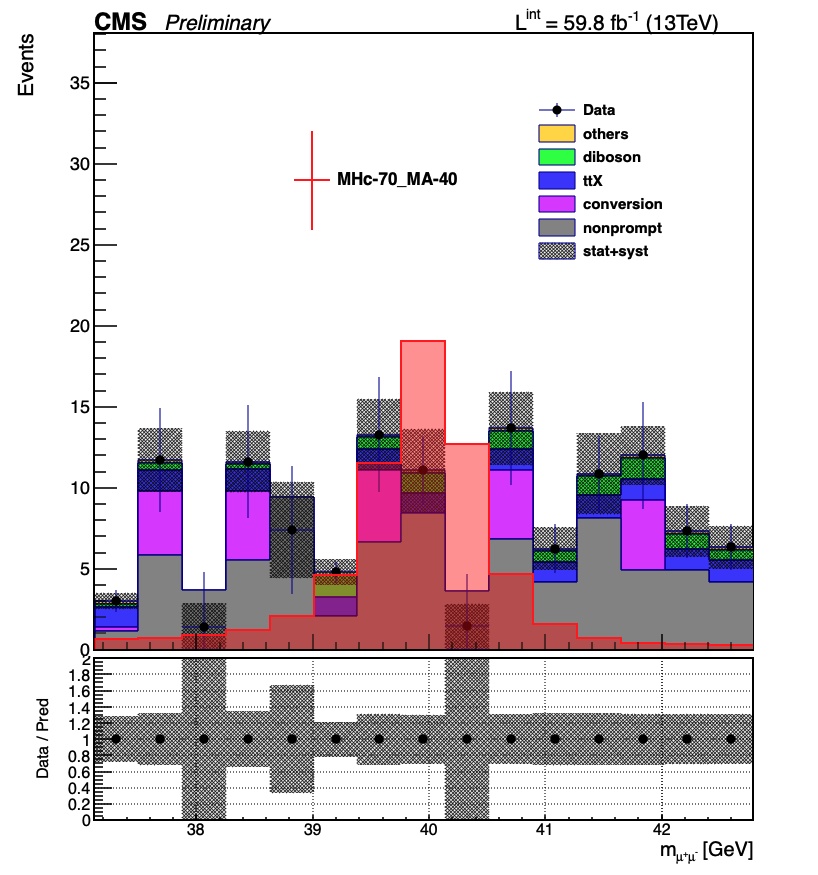 CMS Preliminary L^int = 59.8 fb^-1 (13TeV)
Events
35
30
25
20
15
10
5
0
Data
others
diboson
ttX
conversion
nonprompt
stat+syst
MHc-70_MA-40
Data / Pred
2
1.8
1.6
1.4
1.2
1
0.8
0.6
0.4
0.2
0
38 39 40 41 42
m_μ⁺μ⁻ [GeV]